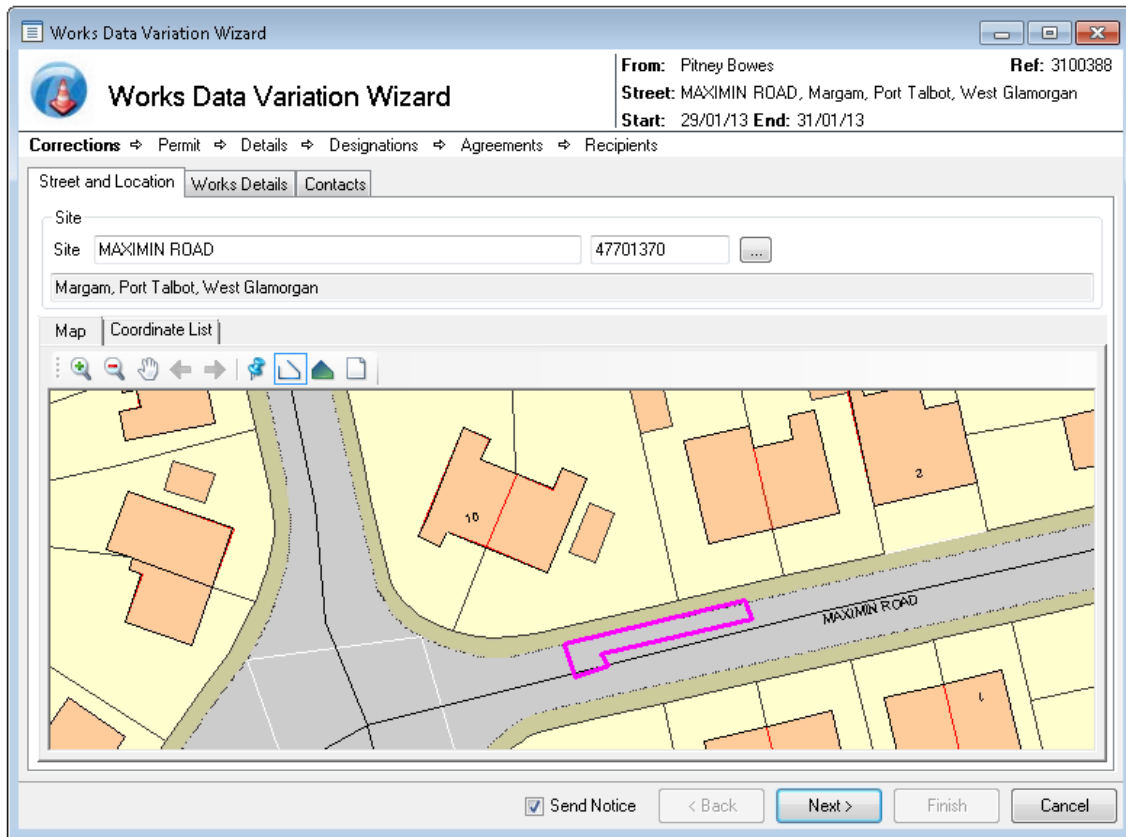 Works Data Variation Wizard
Works Data Variation Wizard
From: Pitney Bowes Ref: 3100388
Street: MAXIMIN ROAD, Margam, Port Talbot, West Glamorgan
Start: 29/01/13 End: 31/01/13
Corrections ⇨ Permit ⇨ Details ⇨ Designations ⇨ Agreements ⇨ Recipients
Street and Location Works Details Contacts
Site
Site MAXIMIN ROAD 47701370 ...
Margam, Port Talbot, West Glamorgan
Map Coordinate List
2
10
MAXIMIN ROAD
1
Send Notice < Back Next > Finish Cancel